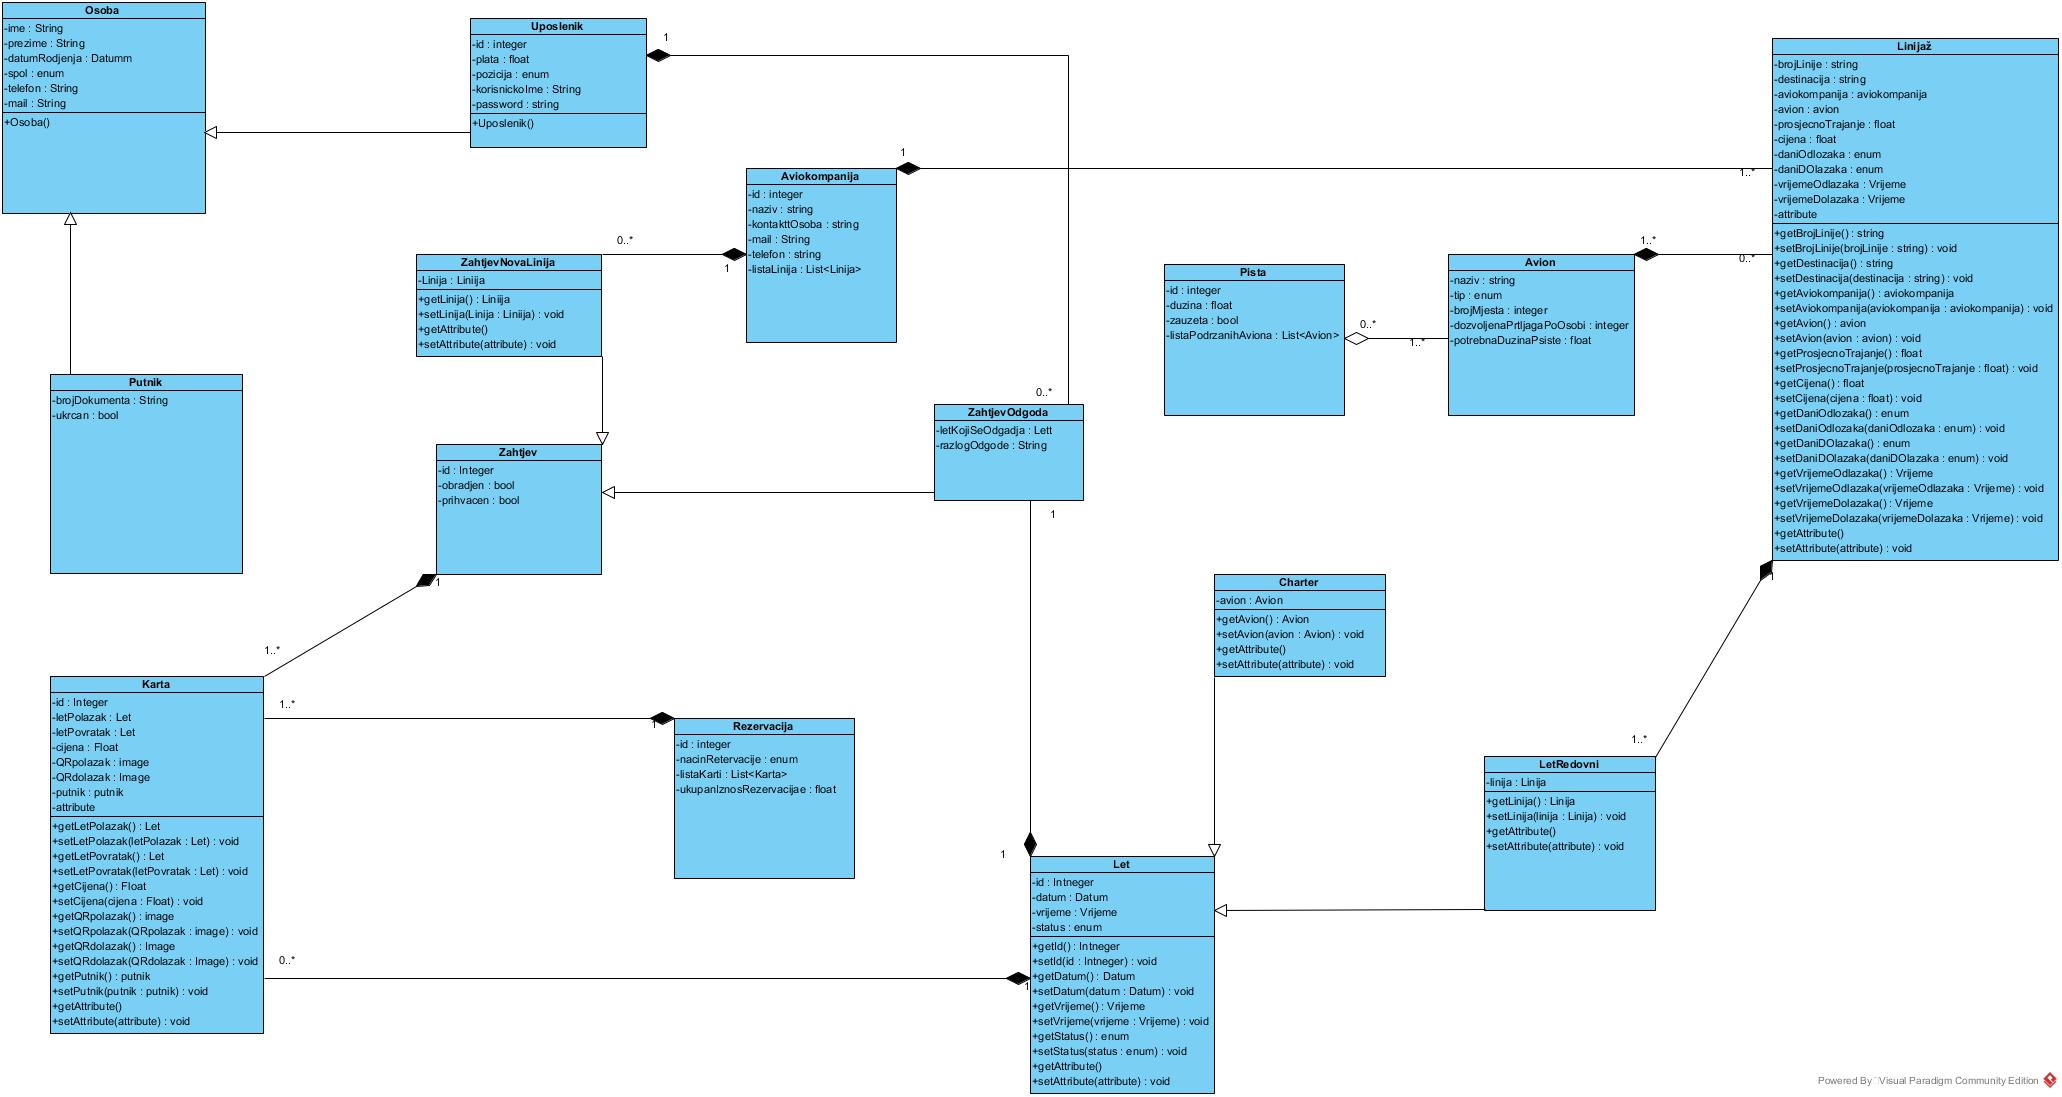 Osoba
-ime : String
-prezime : String
-datumRodjenja : Datumm
-spol : enum
-telefon : String
-mail : String
+Osoba()
Uposlenik
-id : integer
-plata : float
-pozicija : enum
-korisnickoIme : String
-password : string
+Uposlenik()
1
Linijaž
-brojLinije : string
-destinacija : string
-aviokompanija : aviokompanija
-avion : avion
-prosjecnoTrajanje : float
-cijena : float
-daniOdlozaka : enum
-daniDOlazaka : enum
-vrijemeOdlazaka : Vrijeme
-vrijemeDolazaka : Vrijeme
-attribute
+getBrojLinije() : string
+setBrojLinije(brojLinije : string) : void
+getDestinacija() : string
+setDestinacija(destinacija : string) : void
+getAviokompanija() : aviokompanija
+setAviokompanija(aviokompanija : aviokompanija) : void
+getAvion() : avion
+setAvion(avion : avion) : void
+getProsjecnoTrajanje() : float
+setProsjecnoTrajanje(prosjecnoTrajanje : float) : void
+getCijena() : float
+setCijena(cijena : float) : void
+getDaniOdlozaka() : enum
+setDaniOdlozaka(daniOdlozaka : enum) : void
+getDaniDOlazaka() : enum
+setDaniDOlazaka(daniDOlazaka : enum) : void
+getVrijemeOdlazaka() : Vrijeme
+setVrijemeOdlazaka(vrijemeOdlazaka : Vrijeme) : void
+getVrijemeDolazaka() : Vrijeme
+setVrijemeDolazaka(vrijemeDolazaka : Vrijeme) : void
+getAttribute()
+setAttribute(attribute) : void
1
1..*
Aviokompanija
-id : integer
-naziv : string
-kontakttOsoba : string
-mail : String
-telefon : string
-listaLinija : List<Linija>
0..*
1
ZahtjevNovaLinija
-Linija : Liniija
+getLinija() : Liniija
+setLinija(Linija : Liniija) : void
+getAttribute()
+setAttribute(attribute) : void
1..*
0..*
Avion
-naziv : string
-tip : enum
-brojMjesta : integer
-dozvoljenaPrtljagaPoOsobi : integer
-potrebnaDuzinaPsiste : float
Pista
-id : integer
-duzina : float
-zauzeta : bool
-listaPodrzanihAviona : List<Avion>
0..*
1..*
Putnik
-brojDokumenta : String
-ukrcan : bool
0..*
ZahtjevOdgoda
-letKojiSeOdgadja : Lett
-razlogOdgode : String
1
Zahtjev
-id : Integer
-obradjen : bool
-prihvacen : bool
1
1..*
Charter
-avion : Avion
+getAvion() : Avion
+setAvion(avion : Avion) : void
+getAttribute()
+setAttribute(attribute) : void
1
1..*
Karta
-id : Integer
-letPolazak : Let
-letPovratak : Let
-cijena : Float
-QRpolazak : image
-QRdolazak : Image
-putnik : putnik
-attribute
+getLetPolazak() : Let
+setLetPolazak(letPolazak : Let) : void
+getLetPovratak() : Let
+setLetPovratak(letPovratak : Let) : void
+getCijena() : Float
+setCijena(cijena : Float) : void
+getQRpolazak() : image
+setQRpolazak(QRpolazak : image) : void
+getQRdolazak() : Image
+setQRdolazak(QRdolazak : Image) : void
+getPutnik() : putnik
+setPutnik(putnik : putnik) : void
+getAttribute()
+setAttribute(attribute) : void
1..*
1
Rezervacija
-id : integer
-nacinRetervacije : enum
-listaKarti : List<Karta>
-ukupanIznosRezervacijae : float
LetRedovni
-linija : Linija
+getLinija() : Linija
+setLinija(linija : Linija) : void
+getAttribute()
+setAttribute(attribute) : void
1
Let
-id : Intneger
-datum : Datum
-vrijeme : Vrijeme
-status : enum
+getId() : Intneger
+setId(id : Intneger) : void
+getDatum() : Datum
+setDatum(datum : Datum) : void
+getVrijeme() : Vrijeme
+setVrijeme(vrijeme : Vrijeme) : void
+getStatus() : enum
+setStatus(status : enum) : void
+getAttribute()
+setAttribute(attribute) : void
0..*
1
Powered By Visual Paradigm Community Edition